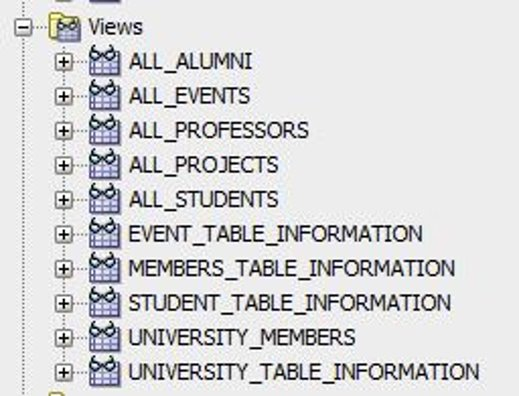 Views
ALL_ALUMNI
ALL_EVENTS
ALL_PROFESSORS
ALL_PROJECTS
ALL_STUDENTS
EVENT_TABLE_INFORMATION
MEMBERS_TABLE_INFORMATION
STUDENT_TABLE_INFORMATION
UNIVERSITY_MEMBERS
UNIVERSITY_TABLE_INFORMATION